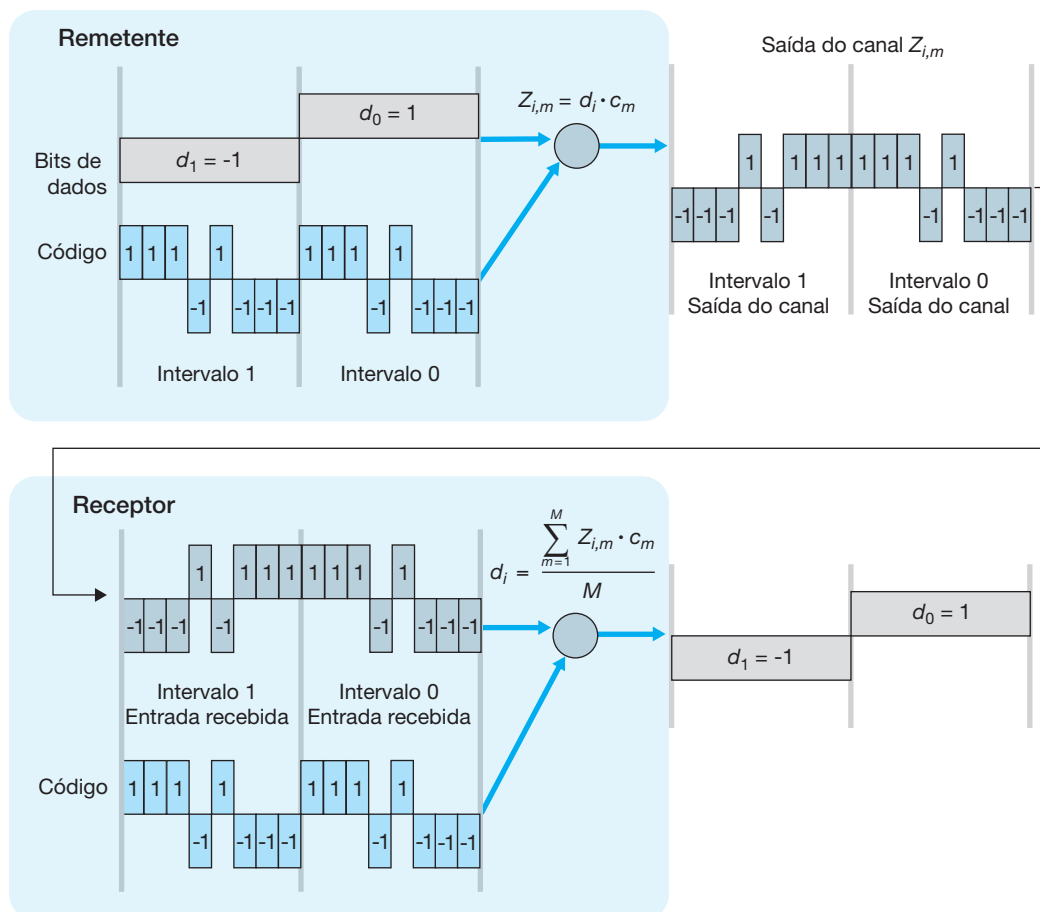 Remetente
Saída do canal Z_{i,m}
Z_{i,m} = d_i · c_m
d_0 = 1
Bits de
dados
d_1 = -1
1 1 1 1 1 1 1 1
-1 -1 -1 -1 -1 -1 -1 -1
Código
1 1 1 1 1 1 1 1
-1 -1 -1 -1 -1 -1 -1 -1
Intervalo 1
Saída do canal
Intervalo 0
Saída do canal
Intervalo 1
Intervalo 0
Receptor
1 1 1 1 1 1 1 1
-1 -1 -1 -1 -1 -1 -1 -1
d_i = \frac{\sum_{m=1}^{M} Z_{i,m} · c_m}{M}
d_0 = 1
d_1 = -1
Intervalo 1
Entrada recebida
Intervalo 0
Entrada recebida
Código
1 1 1 1 1 1 1 1
-1 -1 -1 -1 -1 -1 -1 -1